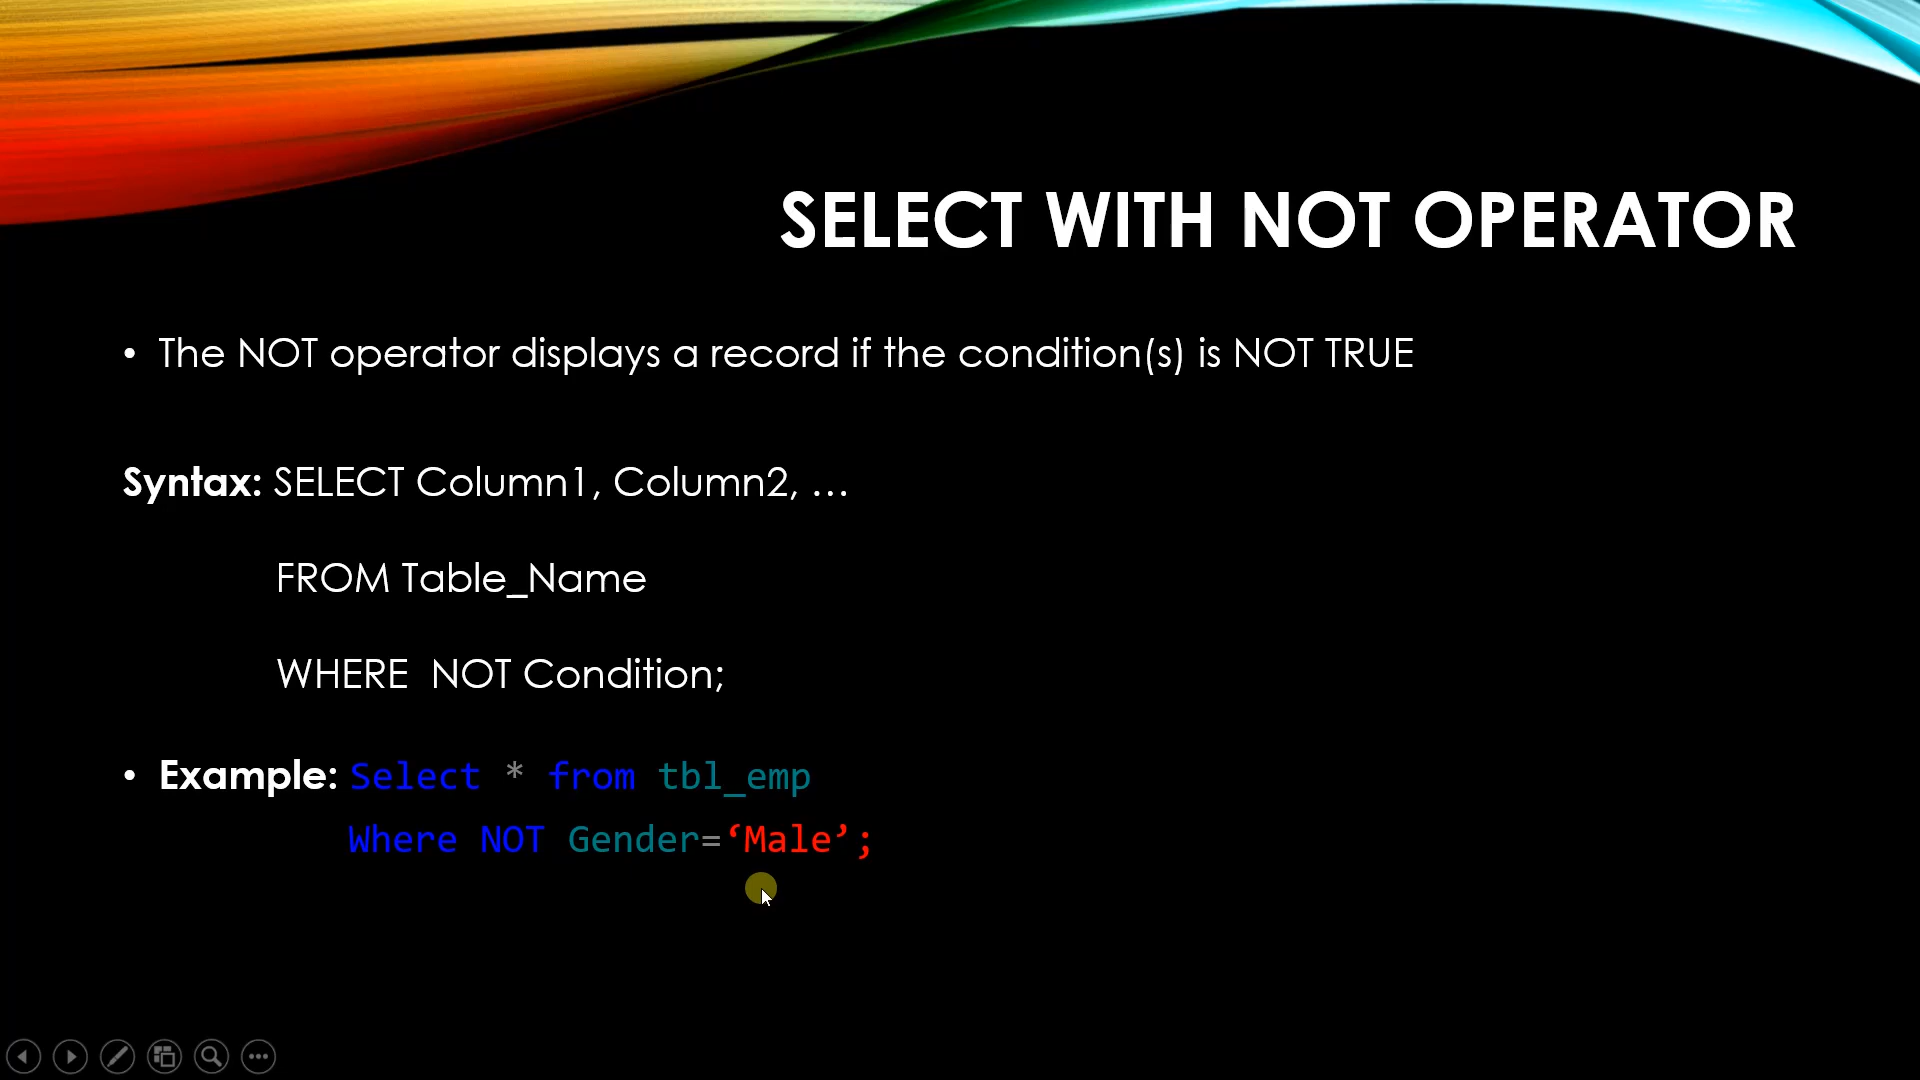 SELECT WITH NOT OPERATOR
• The NOT operator displays a record if the condition(s) is NOT TRUE
Syntax: SELECT Column1, Column2, …
FROM Table_Name
WHERE  NOT Condition;
• Example: Select * from tbl_emp
Where NOT Gender=‘Male’;